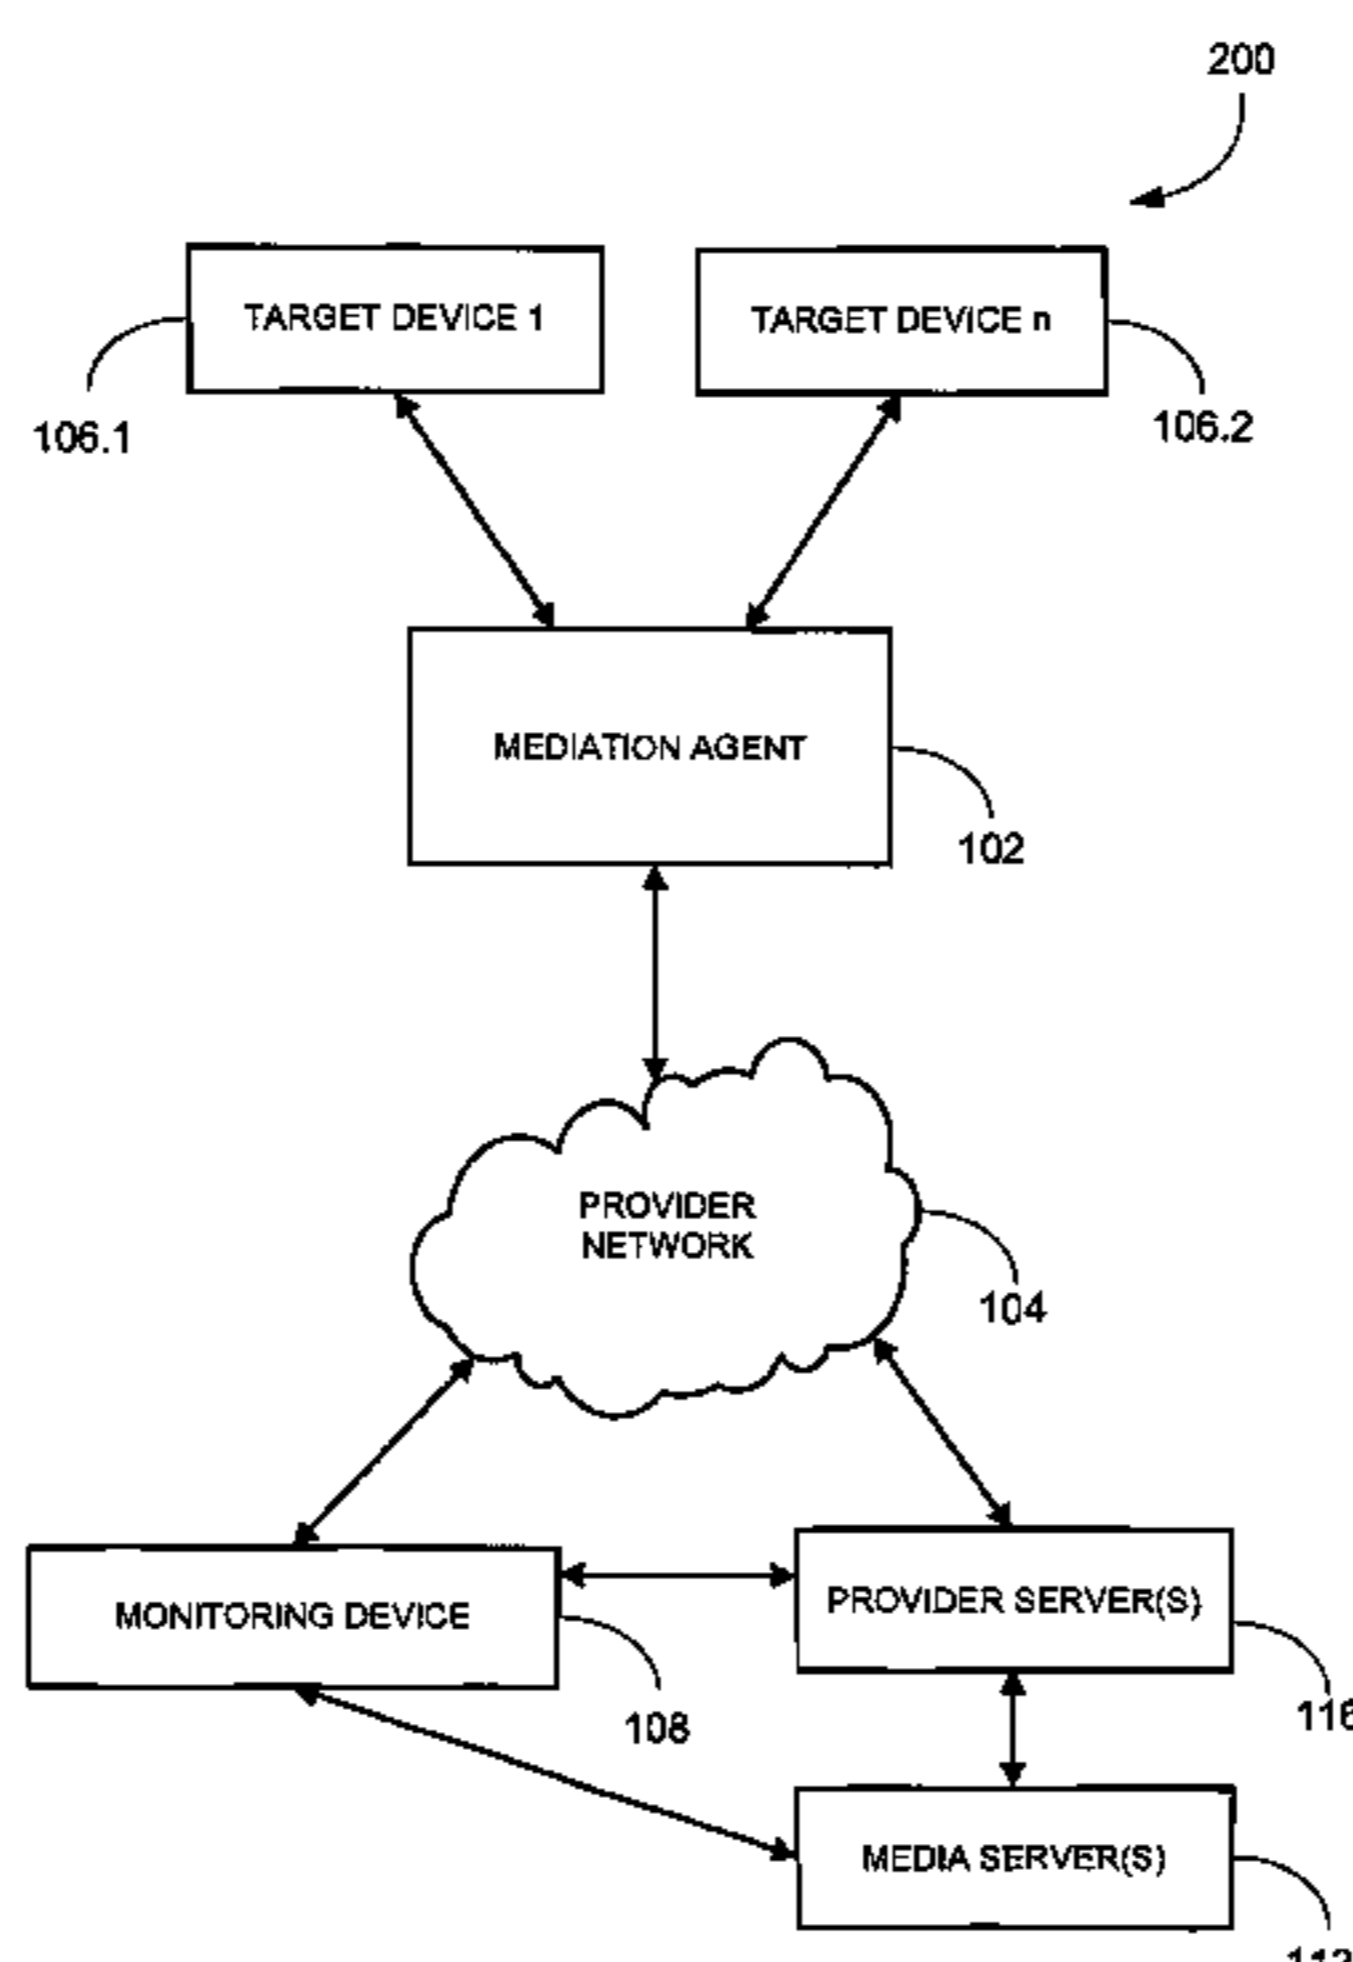 200
TARGET DEVICE 1
TARGET DEVICE n
106.1
106.2
MEDIATION AGENT
102
PROVIDER
NETWORK
104
MONITORING DEVICE
PROVIDER SERVER(S)
108
116
MEDIA SERVER(S)